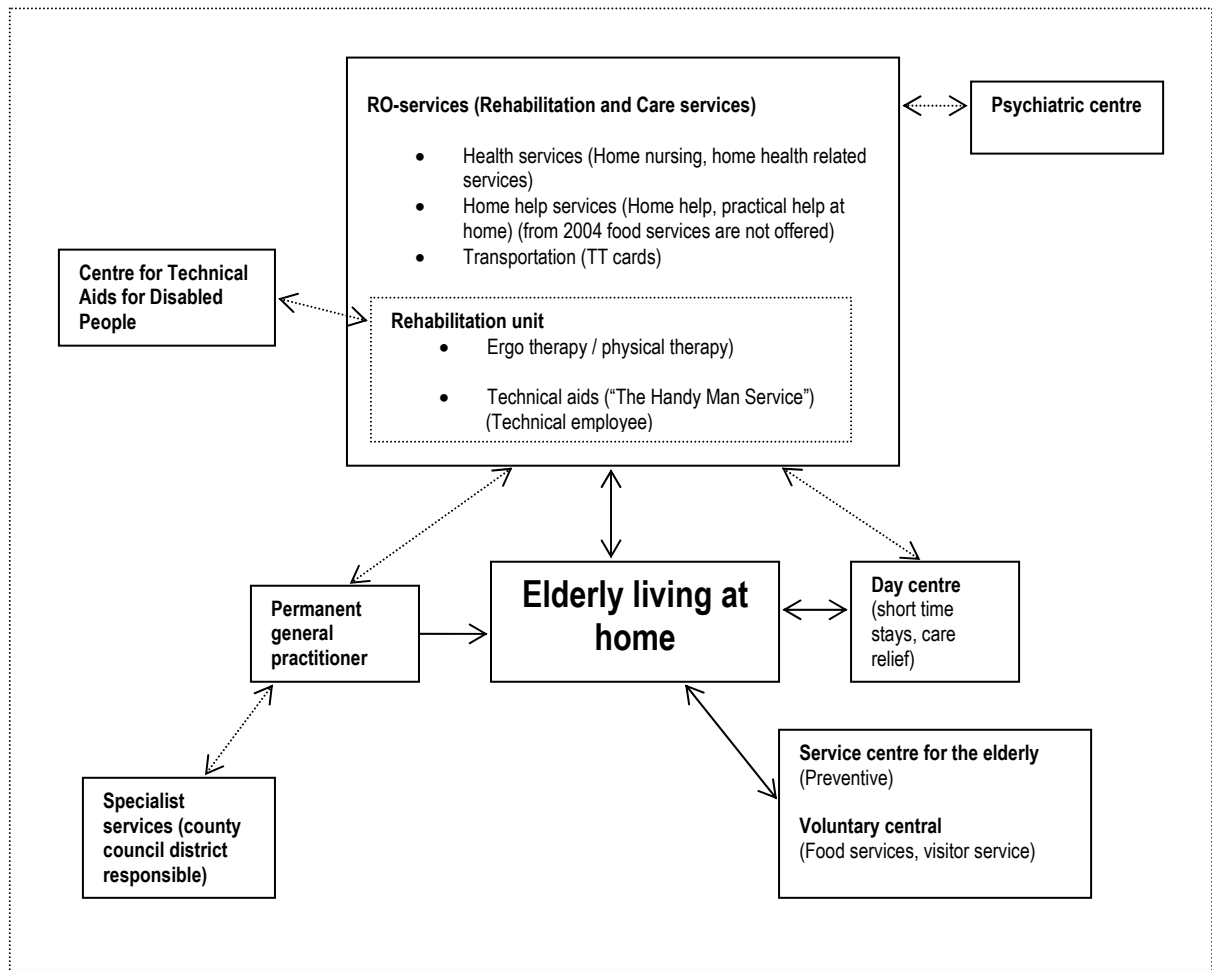 RO-services (Rehabilitation and Care services)
• Health services (Home nursing, home health related
services)
• Home help services (Home help, practical help at
home) (from 2004 food services are not offered)
• Transportation (TT cards)
Psychiatric centre
Centre for Technical
Aids for Disabled
People
Rehabilitation unit
• Ergo therapy / physical therapy)
• Technical aids (“The Handy Man Service”)
(Technical employee)
Permanent
general
practitioner
Elderly living at
home
Day centre
(short time
stays, care
relief)
Specialist
services (county
council district
responsible)
Service centre for the elderly
(Preventive)
Voluntary central
(Food services, visitor service)